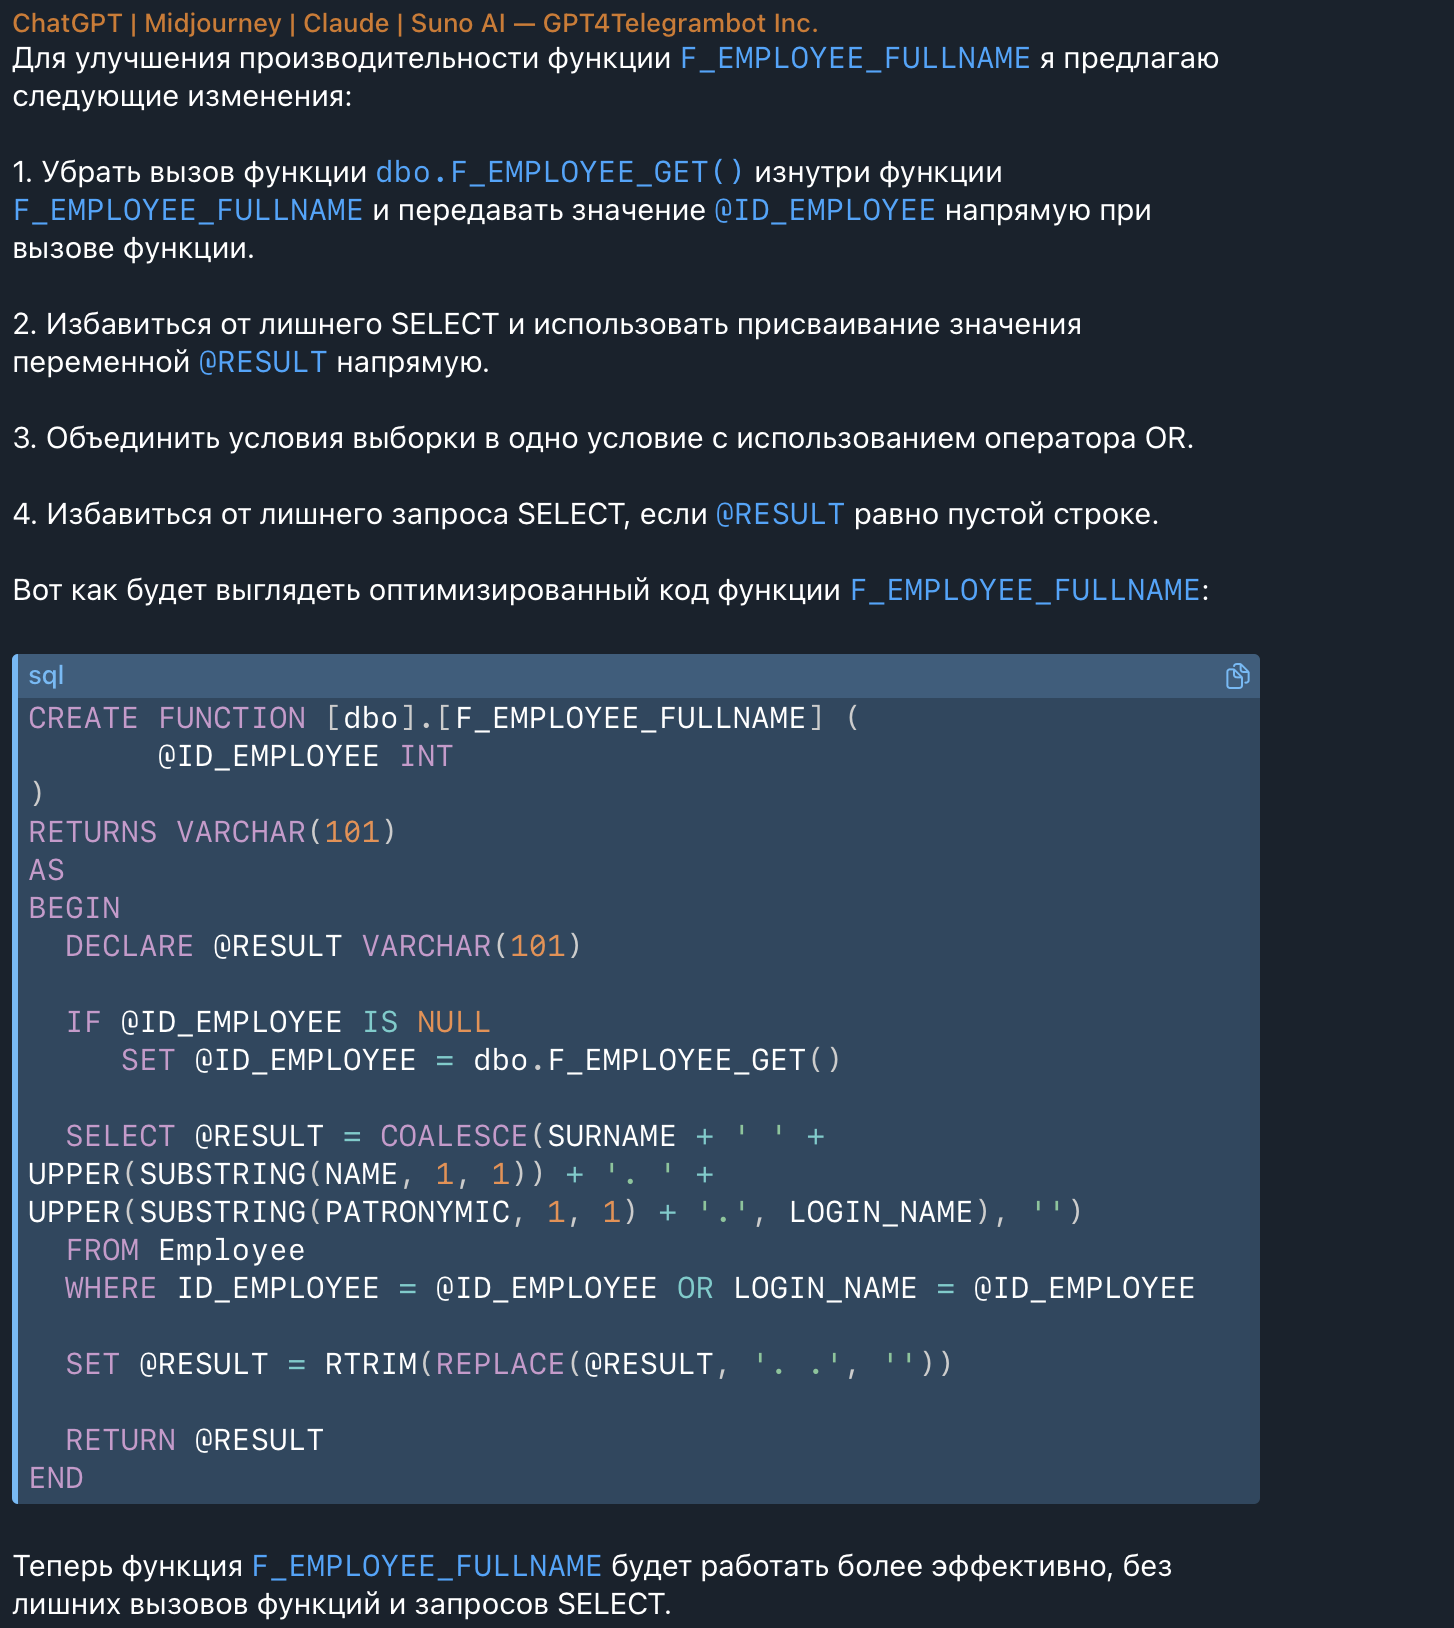 ChatGPT | Midjourney | Claude | Suno AI — GPT4Telegrambot Inc.
Для улучшения производительности функции F_EMPLOYEE_FULLNAME я предлагаю
следующие изменения:
1. Убрать вызов функции dbo.F_EMPLOYEE_GET() изнутри функции
F_EMPLOYEE_FULLNAME и передавать значение @ID_EMPLOYEE напрямую при
вызове функции.
2. Избавиться от лишнего SELECT и использовать присваивание значения
переменной @RESULT напрямую.
3. Объединить условия выборки в одно условие с использованием оператора OR.
4. Избавиться от лишнего запроса SELECT, если @RESULT равно пустой строке.
Вот как будет выглядеть оптимизированный код функции F_EMPLOYEE_FULLNAME:
sql
CREATE FUNCTION [dbo].[F_EMPLOYEE_FULLNAME] (
       @ID_EMPLOYEE INT
)
RETURNS VARCHAR(101)
AS
BEGIN
  DECLARE @RESULT VARCHAR(101)
  IF @ID_EMPLOYEE IS NULL
     SET @ID_EMPLOYEE = dbo.F_EMPLOYEE_GET()
  SELECT @RESULT = COALESCE(SURNAME + ' ' +
UPPER(SUBSTRING(NAME, 1, 1)) + '. ' +
UPPER(SUBSTRING(PATRONYMIC, 1, 1) + '.', LOGIN_NAME), '')
  FROM Employee
  WHERE ID_EMPLOYEE = @ID_EMPLOYEE OR LOGIN_NAME = @ID_EMPLOYEE
  SET @RESULT = RTRIM(REPLACE(@RESULT, '. .', ''))
  RETURN @RESULT
END
Теперь функция F_EMPLOYEE_FULLNAME будет работать более эффективно, без
лишних вызовов функций и запросов SELECT.